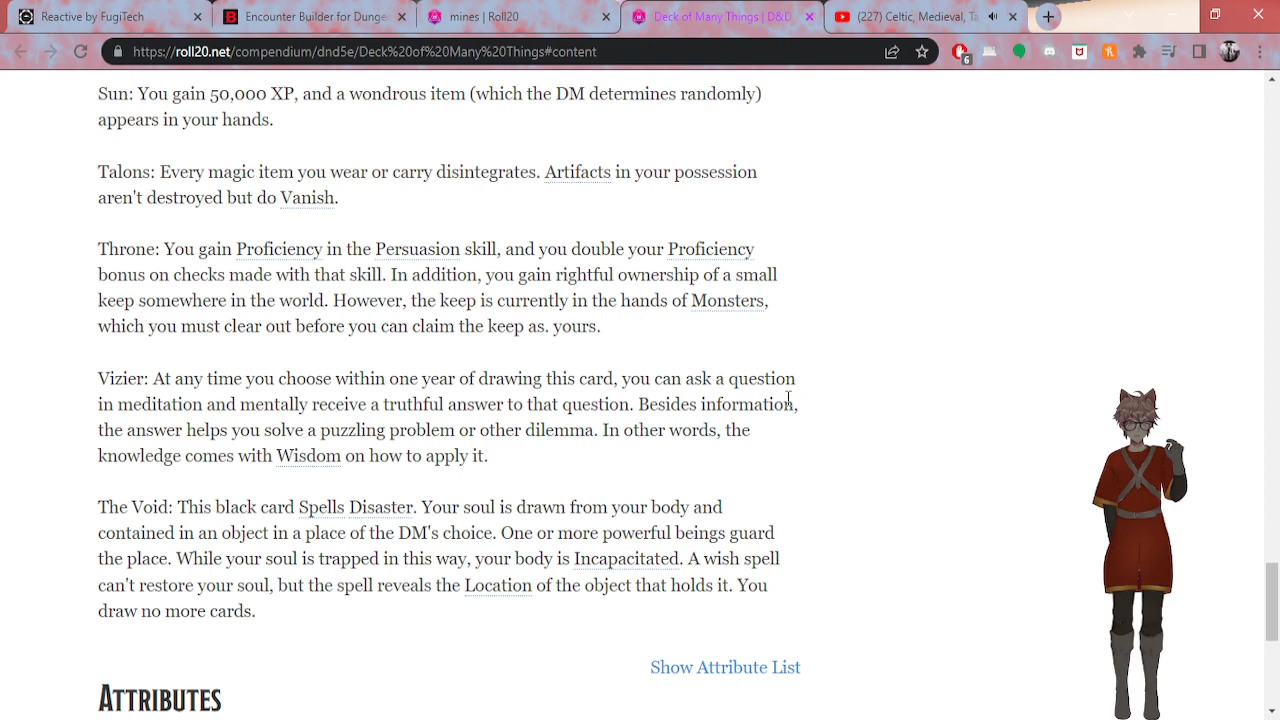 Reactive by FugiTech
Encounter Builder for Dunge
mines | Roll20
Deck of Many Things | D&D
(227) Celtic, Medieval, Ta
https://roll20.net/compendium/dnd5e/Deck%20of%20Many%20Things#content
6
Sun: You gain 50,000 XP, and a wondrous item (which the DM determines randomly)
appears in your hands.
Talons: Every magic item you wear or carry disintegrates. Artifacts in your possession
aren't destroyed but do Vanish.
Throne: You gain Proficiency in the Persuasion skill, and you double your Proficiency
bonus on checks made with that skill. In addition, you gain rightful ownership of a small
keep somewhere in the world. However, the keep is currently in the hands of Monsters,
which you must clear out before you can claim the keep as. yours.
Vizier: At any time you choose within one year of drawing this card, you can ask a question
in meditation and mentally receive a truthful answer to that question. Besides information,
the answer helps you solve a puzzling problem or other dilemma. In other words, the
knowledge comes with Wisdom on how to apply it.
The Void: This black card Spells Disaster. Your soul is drawn from your body and
contained in an object in a place of the DM's choice. One or more powerful beings guard
the place. While your soul is trapped in this way, your body is Incapacitated. A wish spell
can't restore your soul, but the spell reveals the Location of the object that holds it. You
draw no more cards.
Show Attribute List
ATTRIBUTES